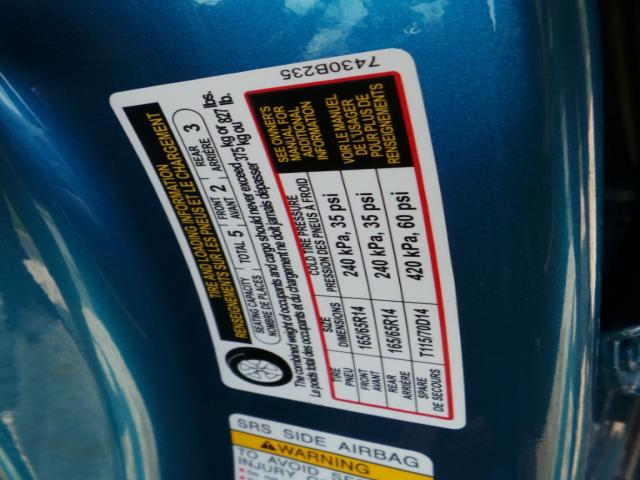 7430B235
TIRE AND LOADING INFORMATION
RENSEIGNEMENTS SUR LES PNEUS ET LE CHARGEMENT
SEATING CAPACITY TOTAL 5 FRONT 2 REAR 3
NOMBRE DE PLACES AVANT ARRIÈRE
The combined weight of occupants and cargo should never exceed 375 kg or 827 lbs.
Le poids total des occupants et du chargement ne doit jamais dépasser kg ou lb.
TIRE SIZE COLD TIRE PRESSURE
PNEU DIMENSIONS PRESSION DES PNEUS À FROID
FRONT 165/65R14 240 kPa, 35 psi
AVANT
REAR 165/65R14 240 kPa, 35 psi
ARRIÈRE
SPARE T115/70D14 420 kPa, 60 psi
DE SECOURS
SEE OWNER'S
MANUAL FOR
ADDITIONAL
INFORMATION
VOIR LE MANUEL
DE L'USAGER
POUR PLUS DE
RENSEIGNEMENTS
SRS SIDE AIRBAG
WARNING
TO AVOID
INJURY